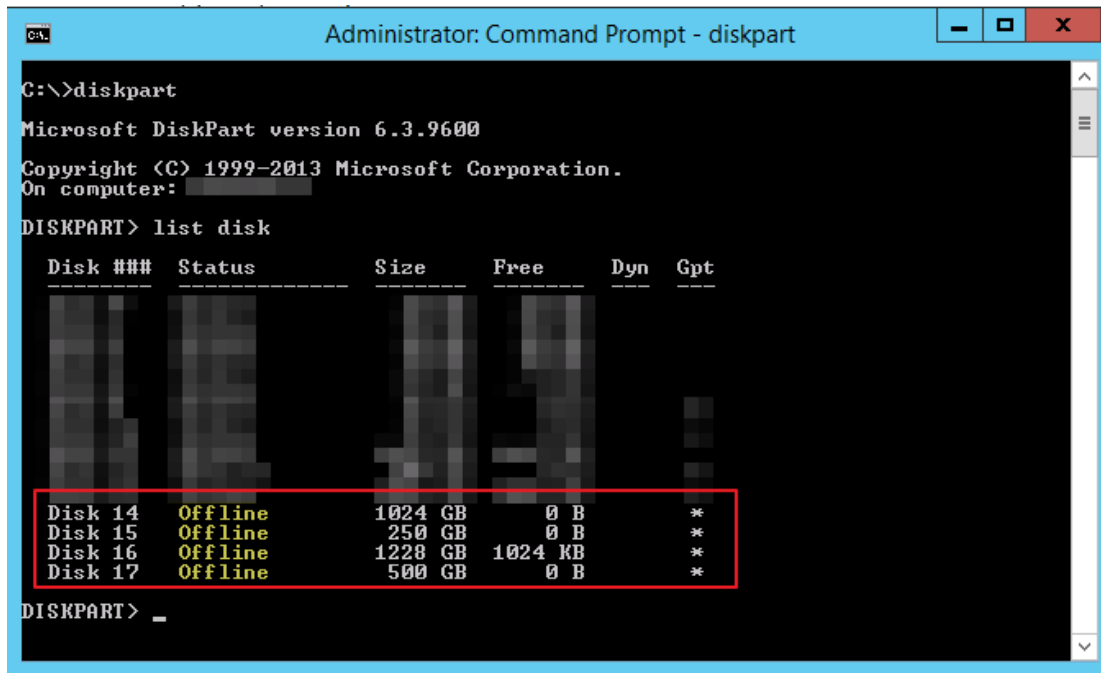 Administrator: Command Prompt - diskpart
C:\>diskpart
Microsoft DiskPart version 6.3.9600
Copyright (C) 1999-2013 Microsoft Corporation.
On computer:
DISKPART> list disk
Disk ### Status Size Free Dyn Gpt
-------- ------------- ------- ------- --- ---
Disk 14 Offline 1024 GB 0 B *
Disk 15 Offline 250 GB 0 B *
Disk 16 Offline 1228 GB 1024 KB *
Disk 17 Offline 500 GB 0 B *
DISKPART> _